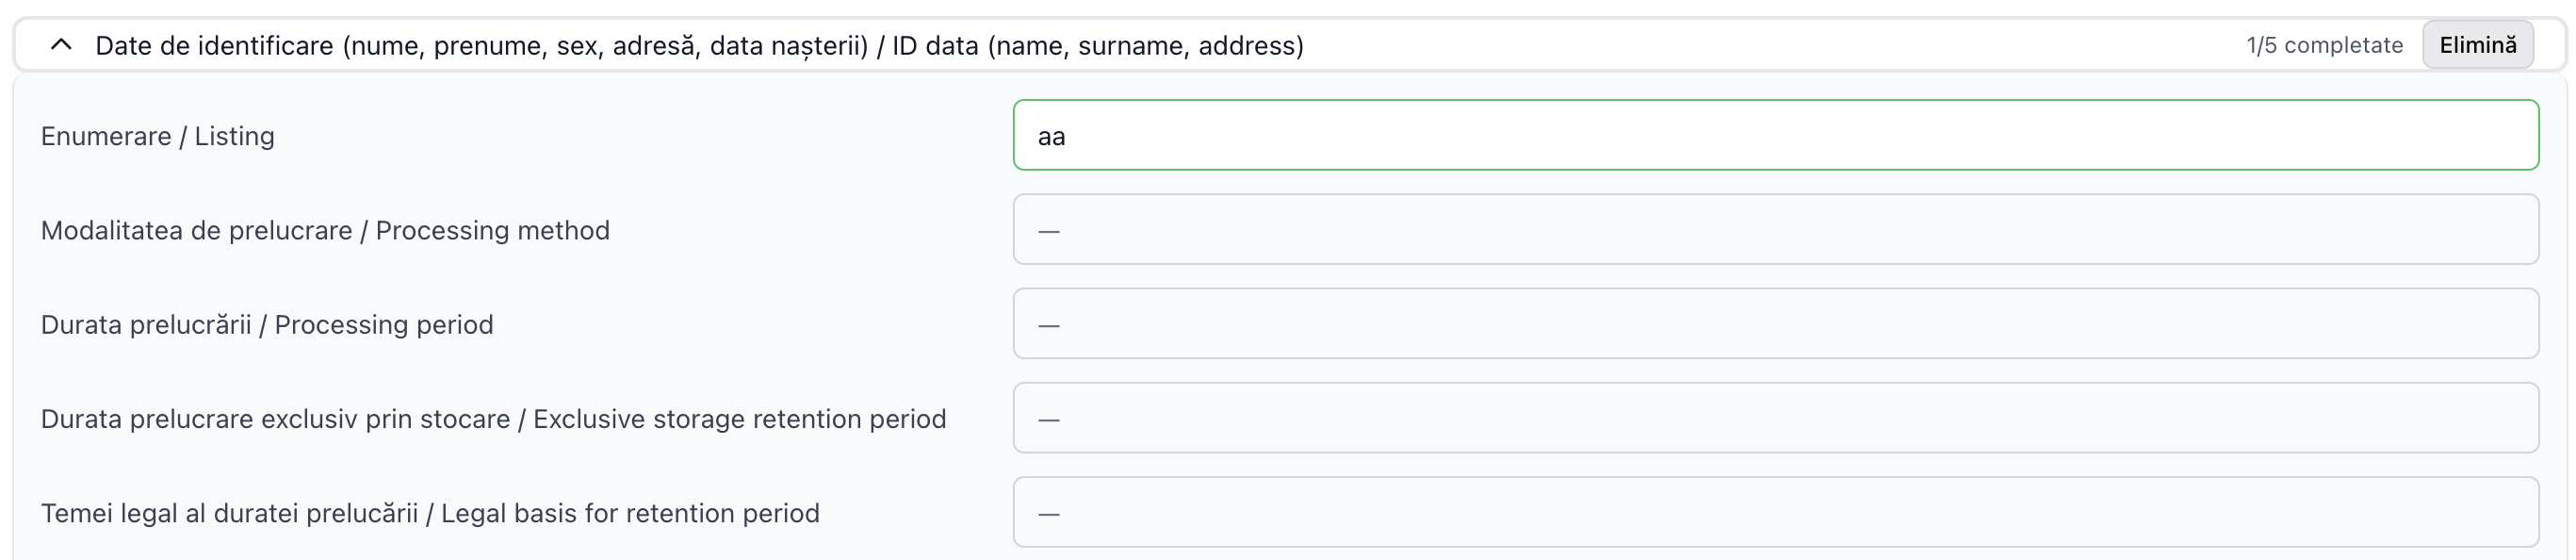 Date de identificare (nume, prenume, sex, adresă, data nașterii) / ID data (name, surname, address) 1/5 completate Elimină
Enumerare / Listing aa
Modalitatea de prelucrare / Processing method —
Durata prelucrării / Processing period —
Durata prelucrare exclusiv prin stocare / Exclusive storage retention period —
Temei legal al duratei prelucării / Legal basis for retention period —